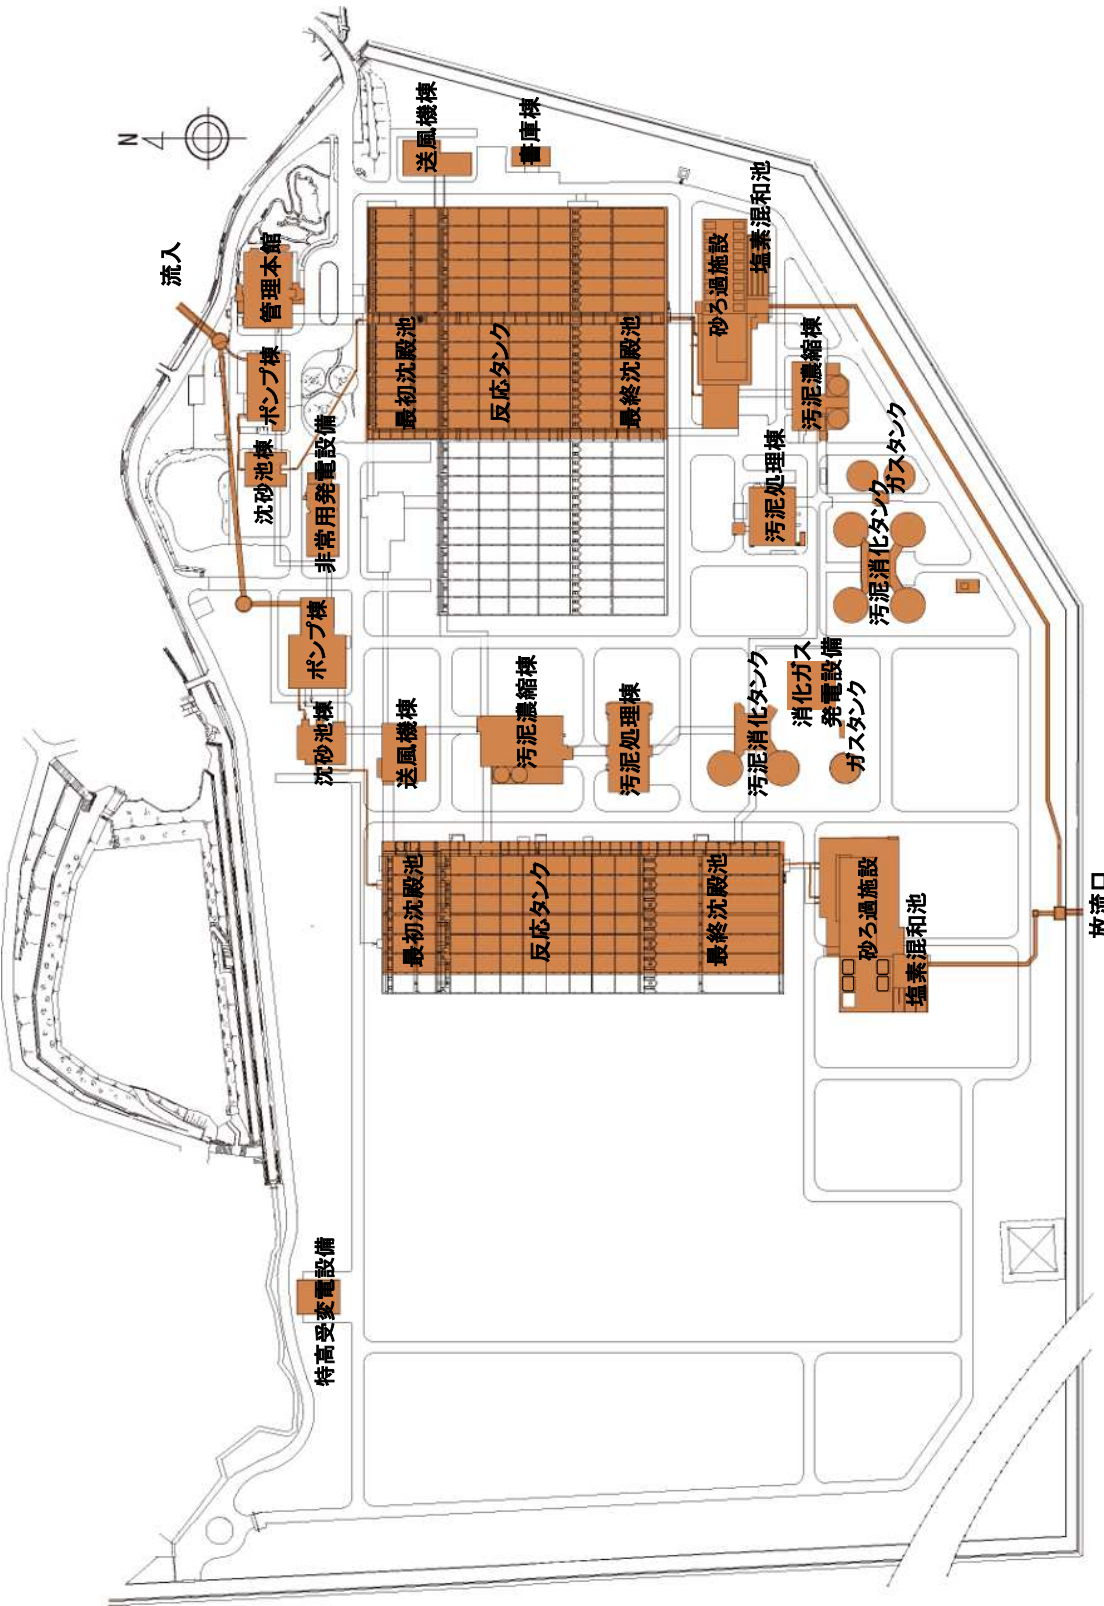 N
流入
管理本館
ポンプ棟
沈砂池棟
非常用発電設備
送風機棟
書庫棟
最初沈殿池
反応タンク
最終沈殿池
砂ろ過施設
塩素混和池
汚泥濃縮棟
汚泥処理棟
ガスタンク
汚泥消化タンク
ポンプ棟
沈砂池棟
送風機棟
汚泥濃縮棟
汚泥処理棟
汚泥消化タンク
消化ガス
発電設備
ガスタンク
最初沈殿池
反応タンク
最終沈殿池
砂ろ過施設
塩素混和池
放流口
特高受変電設備